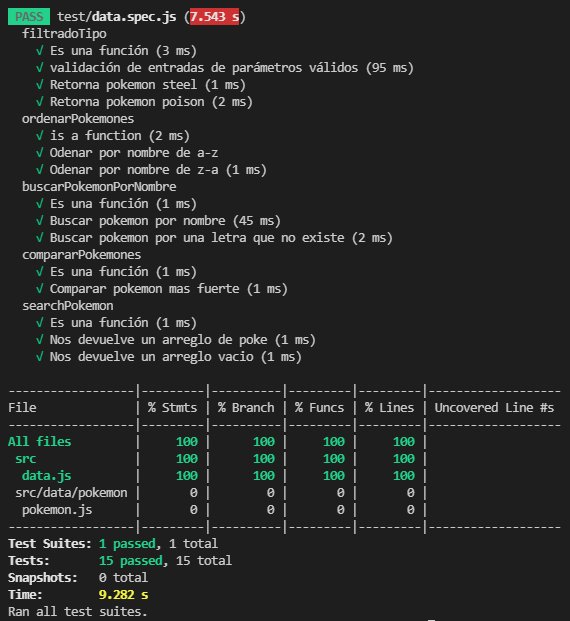 PASS test/data.spec.js (7.543 s)
filtradoTipo
√ Es una función (3 ms)
√ validación de entradas de parámetros válidos (95 ms)
√ Retorna pokemon steel (1 ms)
√ Retorna pokemon poison (2 ms)
ordenarPokemones
√ is a function (2 ms)
√ Odenar por nombre de a-z
√ Odenar por nombre de z-a (1 ms)
buscarPokemonPorNombre
√ Es una función (1 ms)
√ Buscar pokemon por nombre (45 ms)
√ Buscar pokemon por una letra que no existe (2 ms)
compararPokemones
√ Es una función (1 ms)
√ Comparar pokemon mas fuerte (1 ms)
searchPokemon
√ Es una función (1 ms)
√ Nos devuelve un arreglo de poke (1 ms)
√ Nos devuelve un arreglo vacio (1 ms)
------------------|---------|----------|---------|---------|-------------------
File | % Stmts | % Branch | % Funcs | % Lines | Uncovered Line #s
------------------|---------|----------|---------|---------|-------------------
All files | 100 | 100 | 100 | 100 |
src | 100 | 100 | 100 | 100 |
data.js | 100 | 100 | 100 | 100 |
src/data/pokemon | 0 | 0 | 0 | 0 |
pokemon.js | 0 | 0 | 0 | 0 |
------------------|---------|----------|---------|---------|-------------------
Test Suites: 1 passed, 1 total
Tests: 15 passed, 15 total
Snapshots: 0 total
Time: 9.282 s
Ran all test suites.